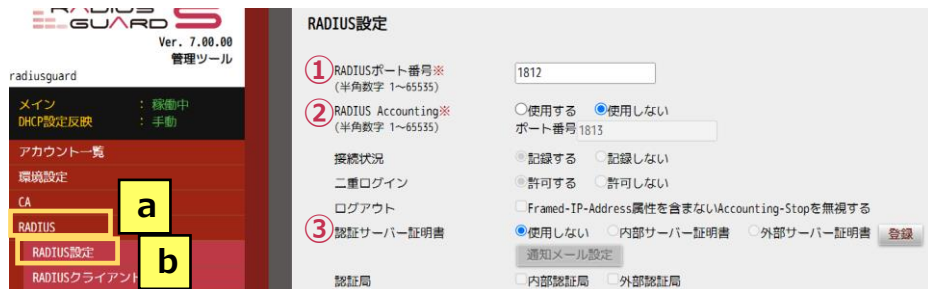 RADIUS
GUARD S
Ver. 7.00.00
管理ツール
radiusguard
メイン : 稼働中
DHCP設定反映 : 手動
アカウント一覧
環境設定
CA
RADIUS
a
RADIUS設定
b
RADIUSクライアント
RADIUS設定
① RADIUSポート番号※ 1812
(半角数字 1~65535)
② RADIUS Accounting※ 使用する 使用しない
(半角数字 1~65535) ポート番号 1813
接続状況 記録する 記録しない
二重ログイン 許可する 許可しない
ログアウト Framed-IP-Address属性を含まないAccounting-Stopを無視する
③ 認証サーバー証明書 使用しない 内部サーバー証明書 外部サーバー証明書 登録
通知メール設定
認証局 内部認証局 外部認証局